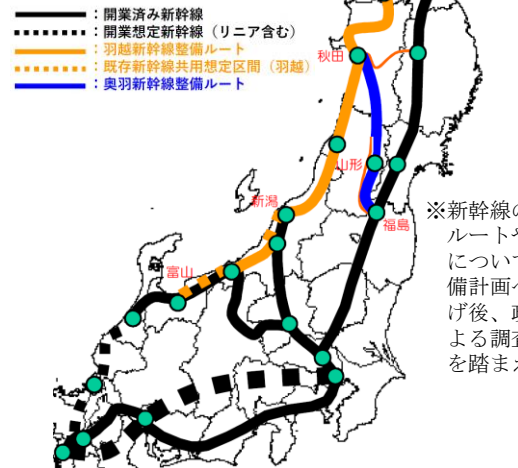 ：開業済み新幹線
：開業想定新幹線（リニア含む）
：羽越新幹線整備ルート
：既存新幹線共用想定区間（羽越）
：奥羽新幹線整備ルート
秋田
山形
新潟
福島
富山
※新幹線の
ルートや
について
備計画へ
げ後、
よる調査
を踏まえ